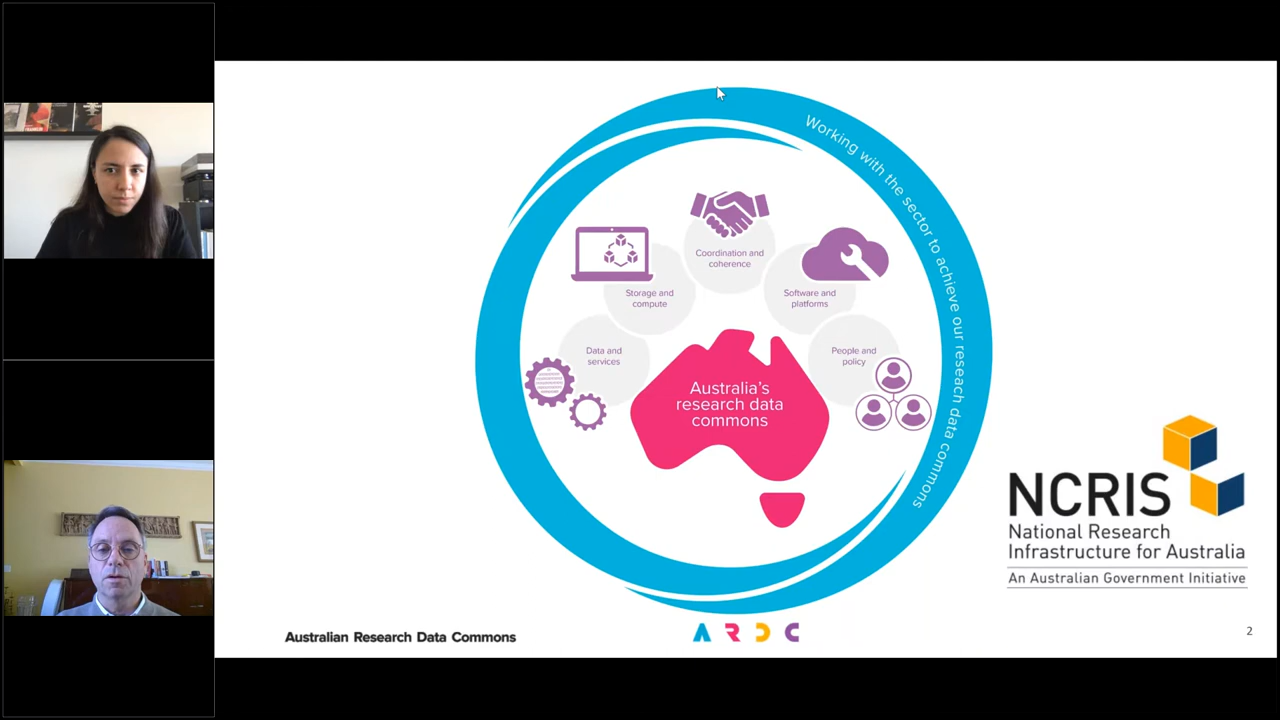 Working with the sector to achieve our reseach data commons
Coordination and
coherence
Storage and
compute
Software and
platforms
Data and
services
People and
policy
Australia's
research data
commons
NCRIS
National Research
Infrastructure for Australia
An Australian Government Initiative
Australian Research Data Commons
ARDC
2